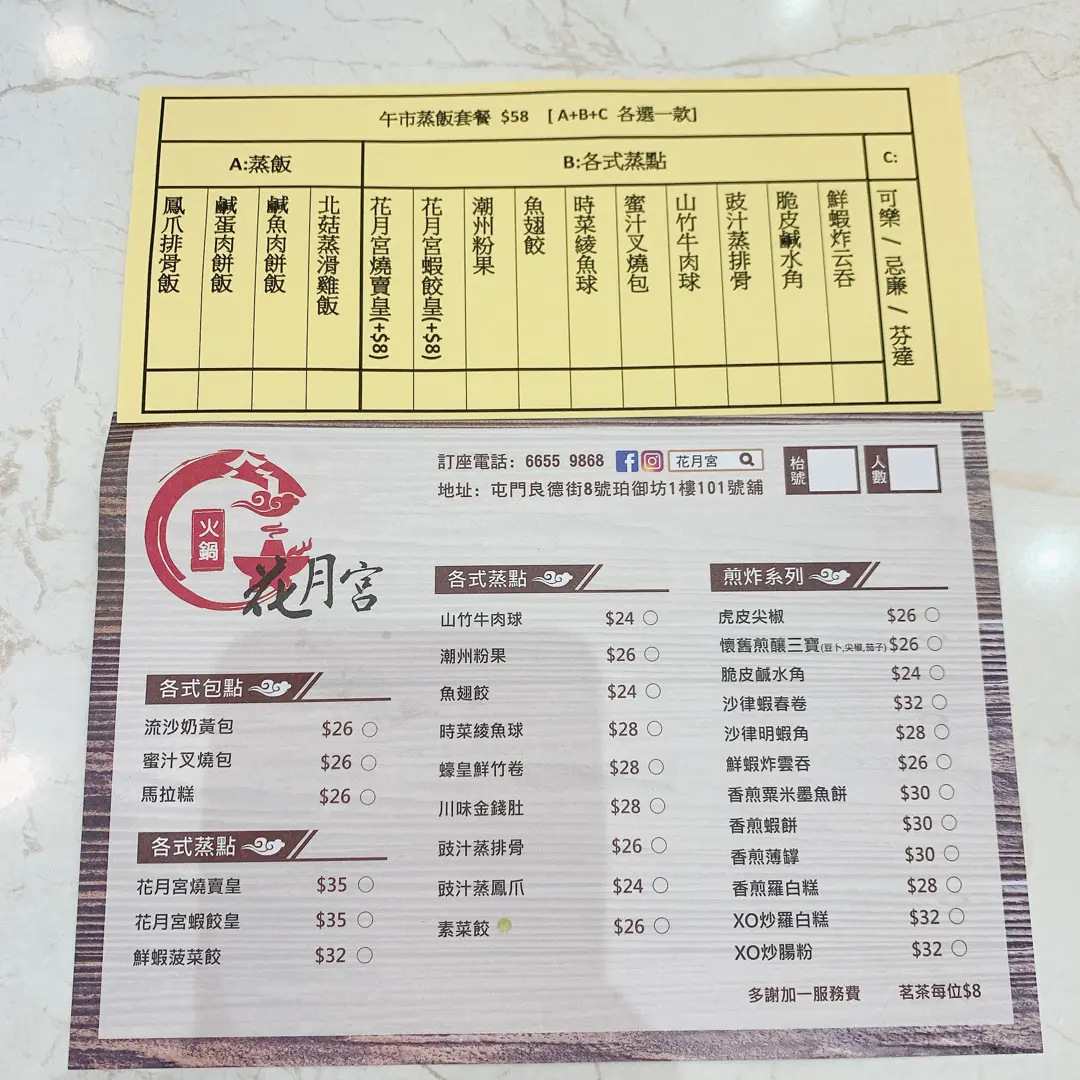 午市蒸飯套餐 $58 [A+B+C 各選一款]
A:蒸飯
B:各式蒸點
C:
鳳爪排骨飯
鹹蛋肉餅飯
鹹魚肉餅飯
北菇蒸滑雞飯
花月宮燒賣皇(+$8)
花月宮蝦餃皇(+$8)
潮州粉果
魚翅餃
時菜綾魚球
蜜汁叉燒包
山竹牛肉球
豉汁蒸排骨
脆皮鹹水角
鮮蝦炸云吞
可樂 / 忌廉 / 芬達
火鍋
花月宮
訂座電話：6655 9868
花月宮
地址：屯門良德街8號珀御坊1樓101號舖
枱號
人數
各式包點
流沙奶黃包 $26
蜜汁叉燒包 $26
馬拉糕 $26
各式蒸點
花月宮燒賣皇 $35
花月宮蝦餃皇 $35
鮮蝦菠菜餃 $32
各式蒸點
山竹牛肉球 $24
潮州粉果 $26
魚翅餃 $24
時菜綾魚球 $28
蠔皇鮮竹卷 $28
川味金錢肚 $28
豉汁蒸排骨 $26
豉汁蒸鳳爪 $24
素菜餃 $26
煎炸系列
虎皮尖椒 $26
懷舊煎釀三寶(豆卜,尖椒,茄子) $26
脆皮鹹水角 $24
沙律蝦春卷 $32
沙律明蝦角 $28
鮮蝦炸雲吞 $26
香煎粟米墨魚餅 $30
香煎蝦餅 $30
香煎薄罉 $30
香煎羅白糕 $28
XO炒羅白糕 $32
XO炒腸粉 $32
多謝加一服務費 茗茶每位$8